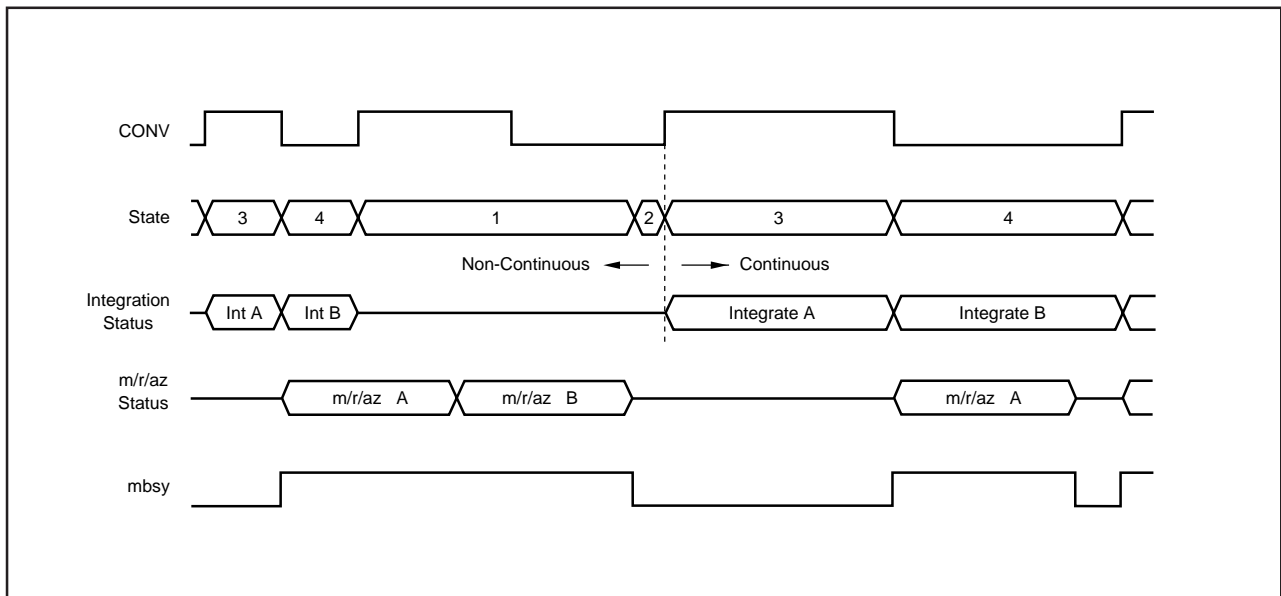 CONV
State
3
4
1
2
3
4
Non-Continuous
Continuous
Integration
Status
Int A
Int B
Integrate A
Integrate B
m/r/az
Status
m/r/az A
m/r/az B
m/r/az A
mbsy